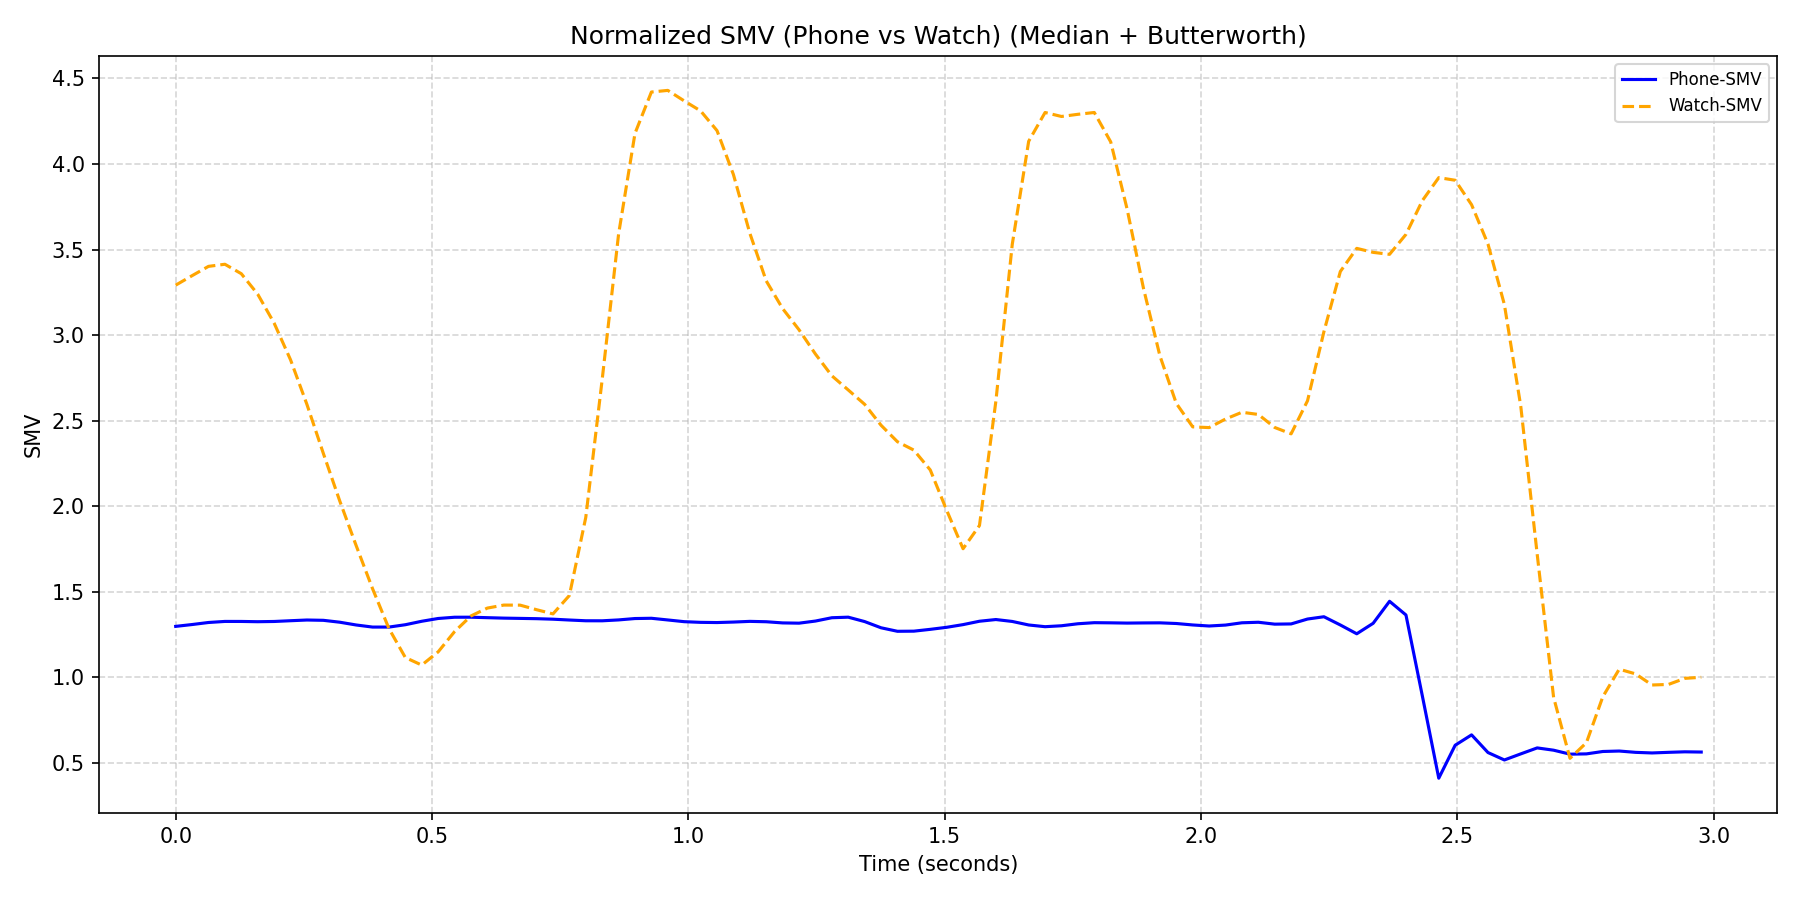 Normalized SMV (Phone vs Watch) (Median + Butterworth)
Phone-SMV
Watch-SMV
SMV
4.5
4.0
3.5
3.0
2.5
2.0
1.5
1.0
0.5
0.0 0.5 1.0 1.5 2.0 2.5 3.0
Time (seconds)